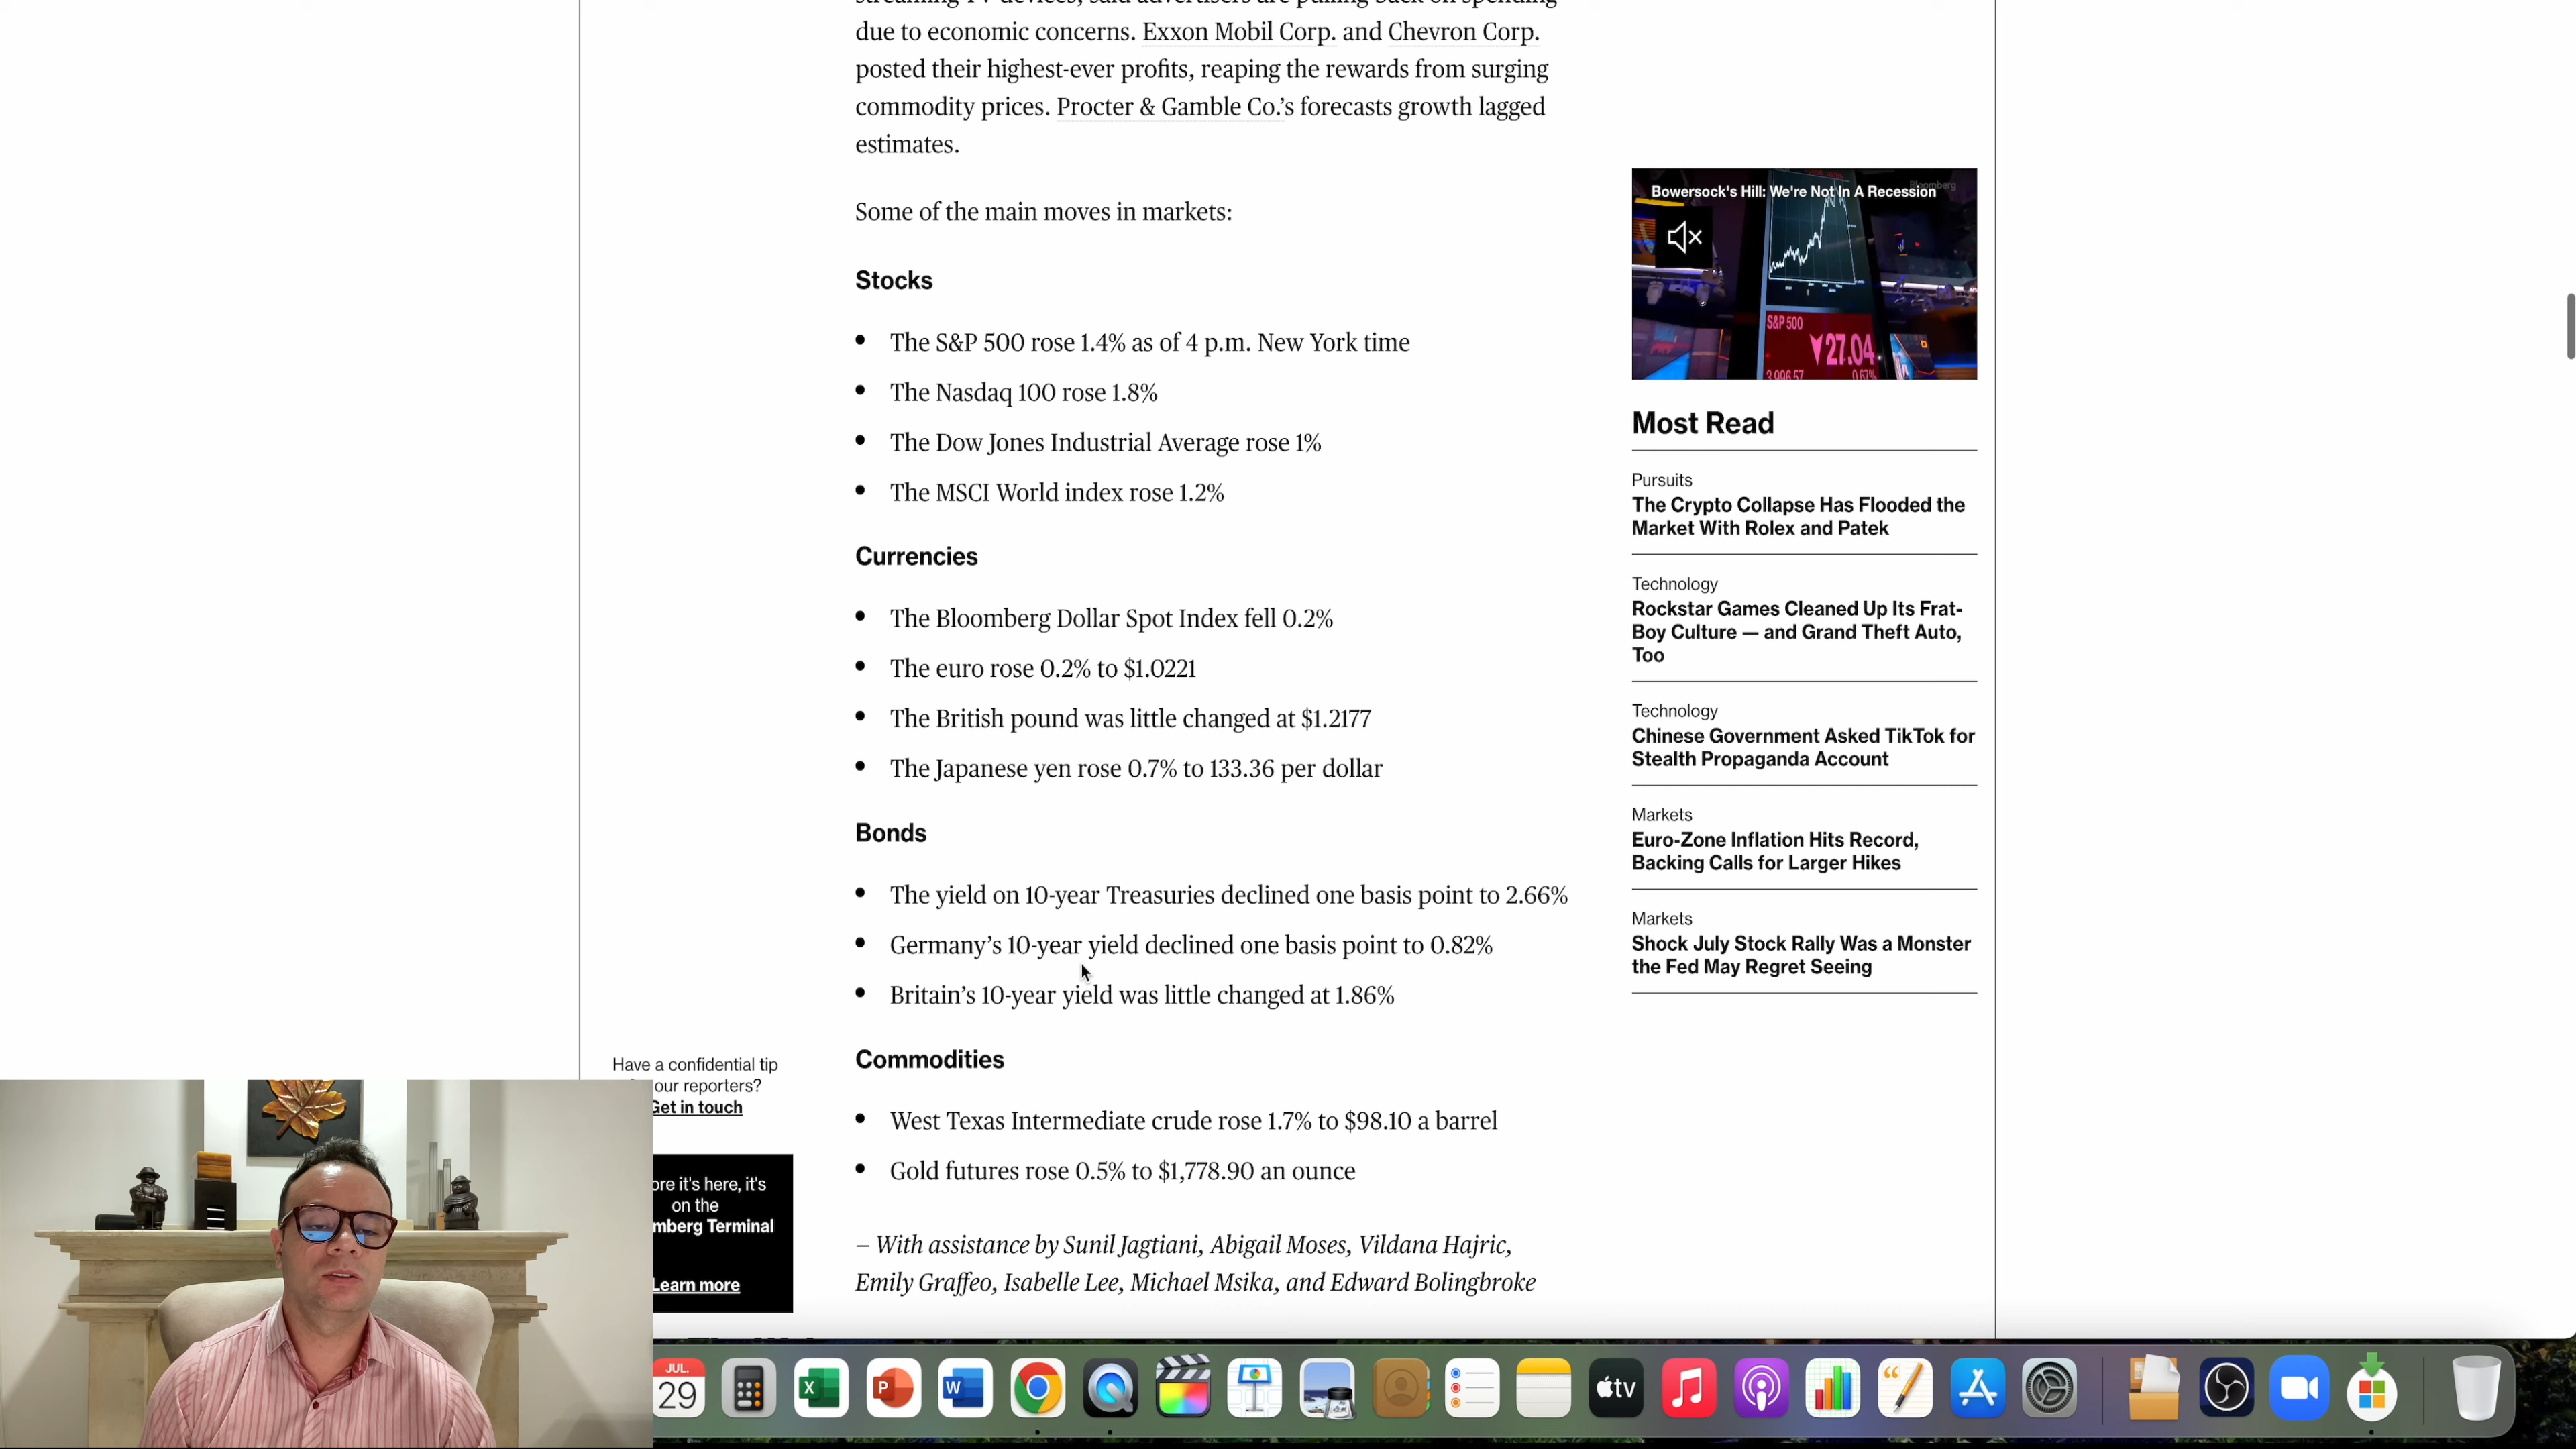 due to economic concerns. Exxon Mobil Corp. and Chevron Corp.
posted their highest-ever profits, reaping the rewards from surging
commodity prices. Procter & Gamble Co.’s forecasts growth lagged
estimates.
Some of the main moves in markets:
Stocks
• The S&P 500 rose 1.4% as of 4 p.m. New York time
• The Nasdaq 100 rose 1.8%
• The Dow Jones Industrial Average rose 1%
• The MSCI World index rose 1.2%
Currencies
• The Bloomberg Dollar Spot Index fell 0.2%
• The euro rose 0.2% to $1.0221
• The British pound was little changed at $1.2177
• The Japanese yen rose 0.7% to 133.36 per dollar
Bonds
• The yield on 10-year Treasuries declined one basis point to 2.66%
• Germany’s 10-year yield declined one basis point to 0.82%
• Britain’s 10-year yield was little changed at 1.86%
Commodities
• West Texas Intermediate crude rose 1.7% to $98.10 a barrel
• Gold futures rose 0.5% to $1,778.90 an ounce
– With assistance by Sunil Jagtiani, Abigail Moses, Vildana Hajric,
Emily Graffeo, Isabelle Lee, Michael Msika, and Edward Bolingbroke
Bowersock's Hill: We're Not In A Recession
Bloomberg
S&P 500
27.04
3,996.57 0.67%
Most Read
Pursuits
The Crypto Collapse Has Flooded the
Market With Rolex and Patek
Technology
Rockstar Games Cleaned Up Its Frat-
Boy Culture — and Grand Theft Auto,
Too
Technology
Chinese Government Asked TikTok for
Stealth Propaganda Account
Markets
Euro-Zone Inflation Hits Record,
Backing Calls for Larger Hikes
Markets
Shock July Stock Rally Was a Monster
the Fed May Regret Seeing
Have a confidential tip
our reporters?
Get in touch
ore it's here, it's
on the
mberg Terminal
Learn more
JUL.
29
X
P
W
tv